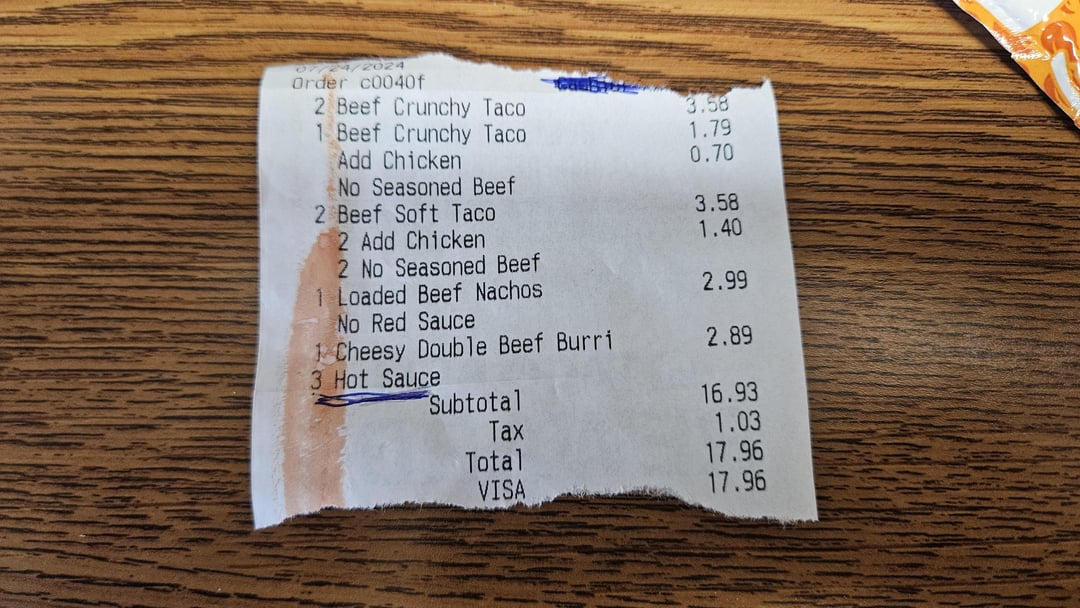 07/24/2024
Order c0040f
2 Beef Crunchy Taco 3.58
1 Beef Crunchy Taco 1.79
Add Chicken 0.70
No Seasoned Beef
2 Beef Soft Taco 3.58
2 Add Chicken 1.40
2 No Seasoned Beef
1 Loaded Beef Nachos 2.99
No Red Sauce
1 Cheesy Double Beef Burri 2.89
3 Hot Sauce
Subtotal 16.93
Tax 1.03
Total 17.96
VISA 17.96